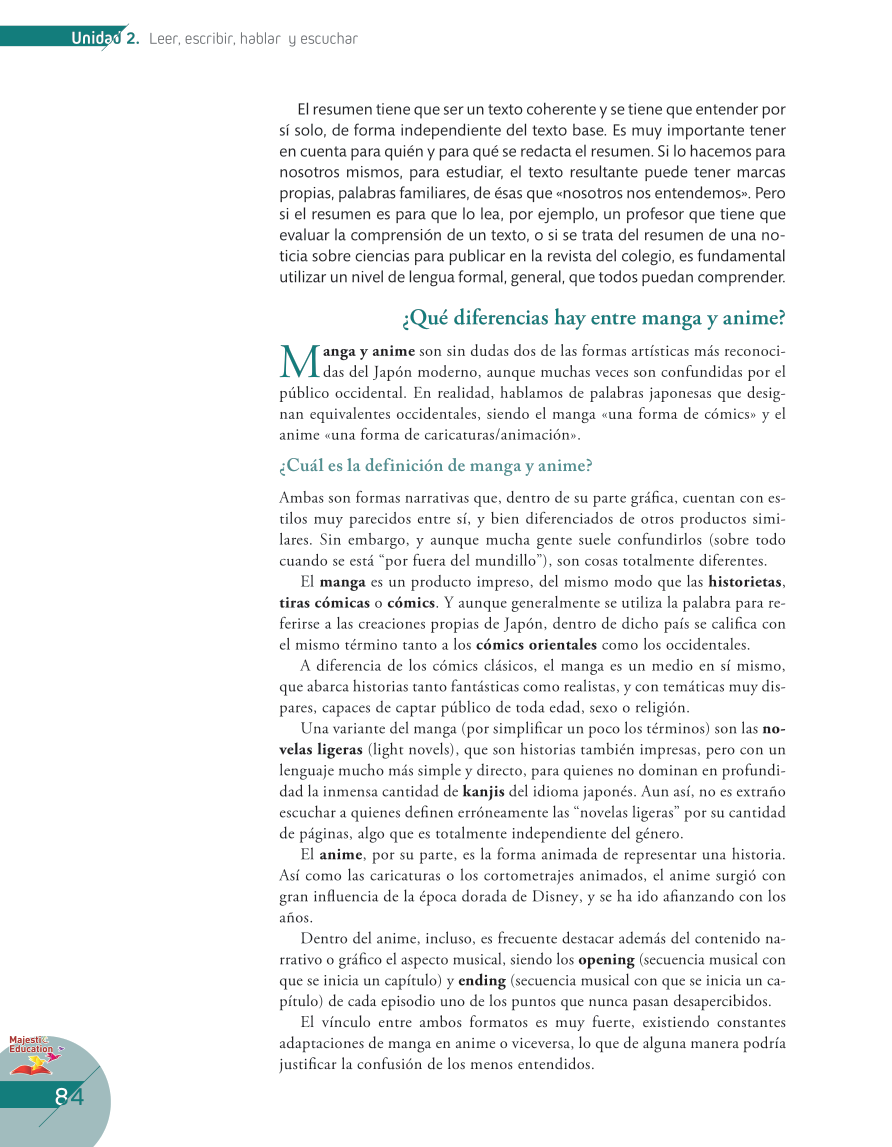 Unidad 2. Leer, escribir, hablar y escuchar
El resumen tiene que ser un texto coherente y se tiene que entender por
sí solo, de forma independiente del texto base. Es muy importante tener
en cuenta para quién y para qué se redacta el resumen. Si lo hacemos para
nosotros mismos, para estudiar, el texto resultante puede tener marcas
propias, palabras familiares, de ésas que «nosotros nos entendemos». Pero
si el resumen es para que lo lea, por ejemplo, un profesor que tiene que
evaluar la comprensión de un texto, o si se trata del resumen de una no-
ticia sobre ciencias para publicar en la revista del colegio, es fundamental
utilizar un nivel de lengua formal, general, que todos puedan comprender.
¿Qué diferencias hay entre manga y anime?
Manga y anime son sin dudas dos de las formas artísticas más reconoci-
das del Japón moderno, aunque muchas veces son confundidas por el
público occidental. En realidad, hablamos de palabras japonesas que desig-
nan equivalentes occidentales, siendo el manga «una forma de cómics» y el
anime «una forma de caricaturas/animación».
¿Cuál es la definición de manga y anime?
Ambas son formas narrativas que, dentro de su parte gráfica, cuentan con es-
tilos muy parecidos entre sí, y bien diferenciados de otros productos simi-
lares. Sin embargo, y aunque mucha gente suele confundirlos (sobre todo
cuando se está “por fuera del mundillo”), son cosas totalmente diferentes.
El manga es un producto impreso, del mismo modo que las historietas,
tiras cómicas o cómics. Y aunque generalmente se utiliza la palabra para re-
ferirse a las creaciones propias de Japón, dentro de dicho país se califica con
el mismo término tanto a los cómics orientales como los occidentales.
A diferencia de los cómics clásicos, el manga es un medio en sí mismo,
que abarca historias tanto fantásticas como realistas, y con temáticas muy dis-
pares, capaces de captar público de toda edad, sexo o religión.
Una variante del manga (por simplificar un poco los términos) son las no-
velas ligeras (light novels), que son historias también impresas, pero con un
lenguaje mucho más simple y directo, para quienes no dominan en profundi-
dad la inmensa cantidad de kanjis del idioma japonés. Aun así, no es extraño
escuchar a quienes definen erróneamente las “novelas ligeras” por su cantidad
de páginas, algo que es totalmente independiente del género.
El anime, por su parte, es la forma animada de representar una historia.
Así como las caricaturas o los cortometrajes animados, el anime surgió con
gran influencia de la época dorada de Disney, y se ha ido afianzando con los
años.
Dentro del anime, incluso, es frecuente destacar además del contenido na-
rrativo o gráfico el aspecto musical, siendo los opening (secuencia musical con
que se inicia un capítulo) y ending (secuencia musical con que se inicia un ca-
pítulo) de cada episodio uno de los puntos que nunca pasan desapercibidos.
El vínculo entre ambos formatos es muy fuerte, existiendo constantes
adaptaciones de manga en anime o viceversa, lo que de alguna manera podría
justificar la confusión de los menos entendidos.
Majestic
Education
84